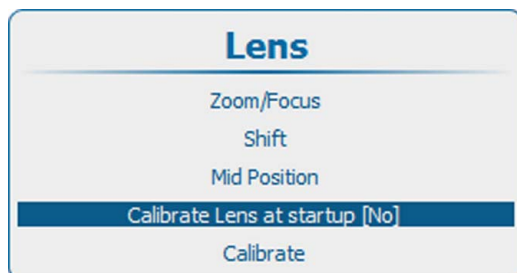 Lens
Zoom/Focus
Shift
Mid Position
Calibrate Lens at startup [No]
Calibrate